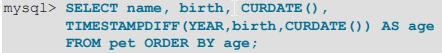 mysql> SELECT name, birth, CURDATE(),
TIMESTAMPDIFF(YEAR,birth,CURDATE()) AS age
FROM pet ORDER BY age;